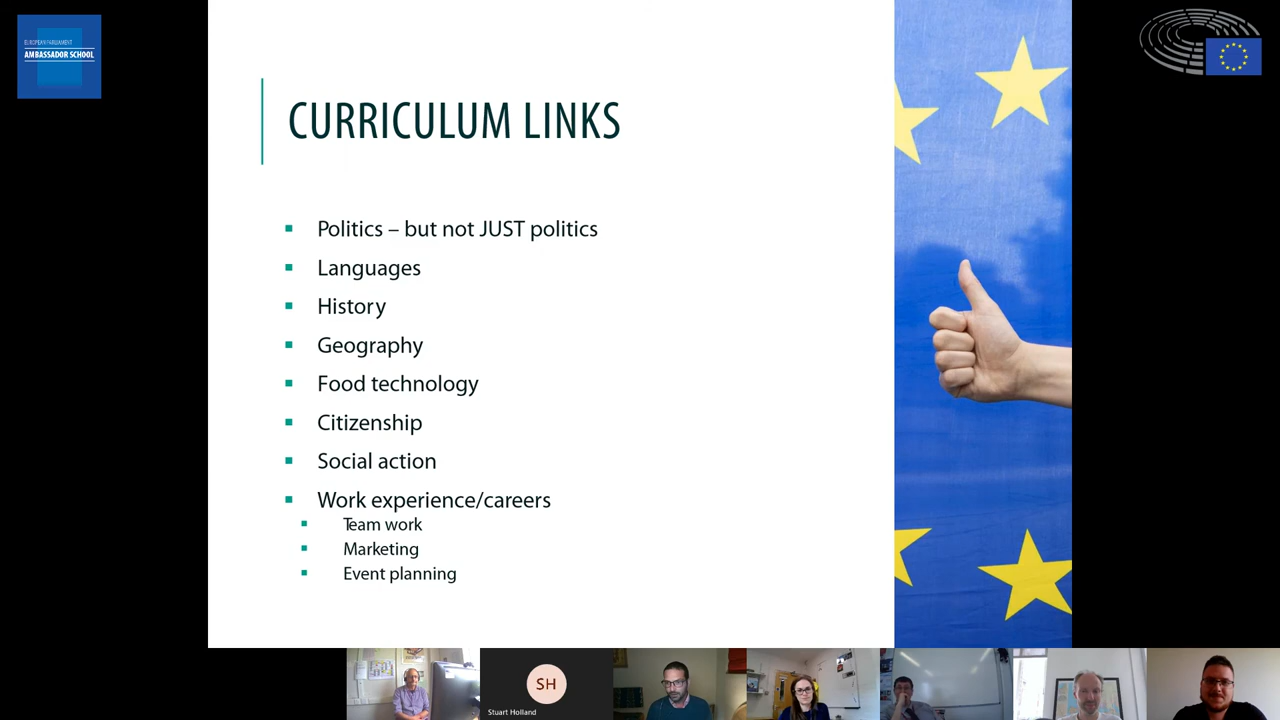 EUROPEAN PARLIAMENT
AMBASSADOR SCHOOL
CURRICULUM LINKS
Politics – but not JUST politics
Languages
History
Geography
Food technology
Citizenship
Social action
Work experience/careers
Team work
Marketing
Event planning
SH
Stuart Holland